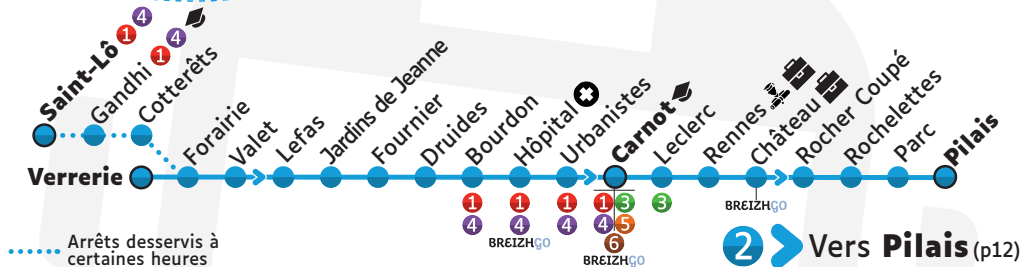 4
1
Saint-Lô
4
1
Gandhi
Cotterêts
Verrerie
Forairie
Valet
Lefas
Jardins de Jeanne
Fournier
Druides
Bourdon
Hôpital
Urbanistes
Carnot
Leclerc
Rennes
Château
Rocher Coupé
Rochelettes
Parc
Pilais
1 1 1 1 3 3
4 4 4 4 5
6
BREIZHGO
BREIZHGO
BREIZHGO
Arrêts desservis à
certaines heures
2 Vers Pilais (p12)